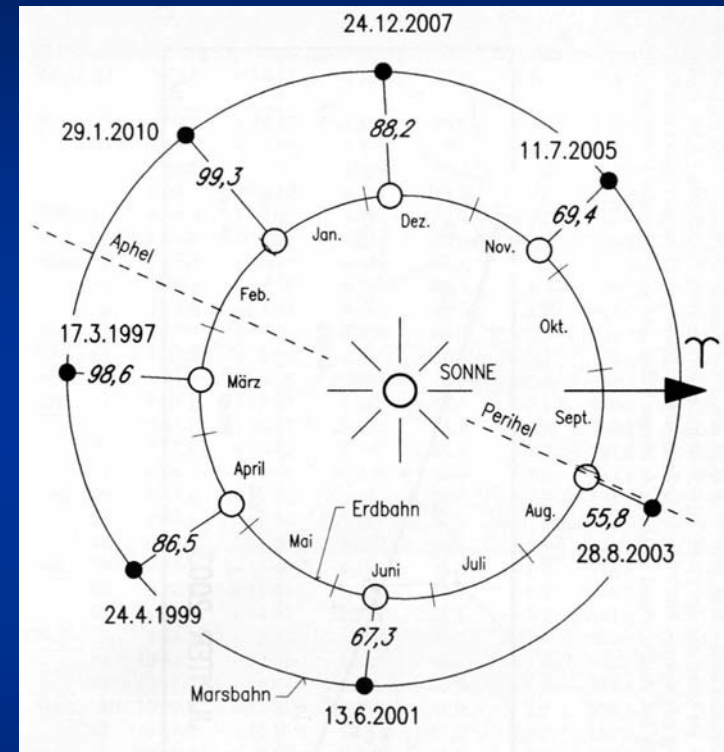 24.12.2007
29.1.2010
88,2
11.7.2005
99,3
69,4
Jan.
Dez.
Nov.
Aphel
Feb.
Okt.
17.3.1997
98,6
März
SONNE
♈
Perihel
Sept.
April
Erdbahn
Aug.
55,8
86,5
Mai
Juni
Juli
28.8.2003
24.4.1999
67,3
Marsbahn
13.6.2001